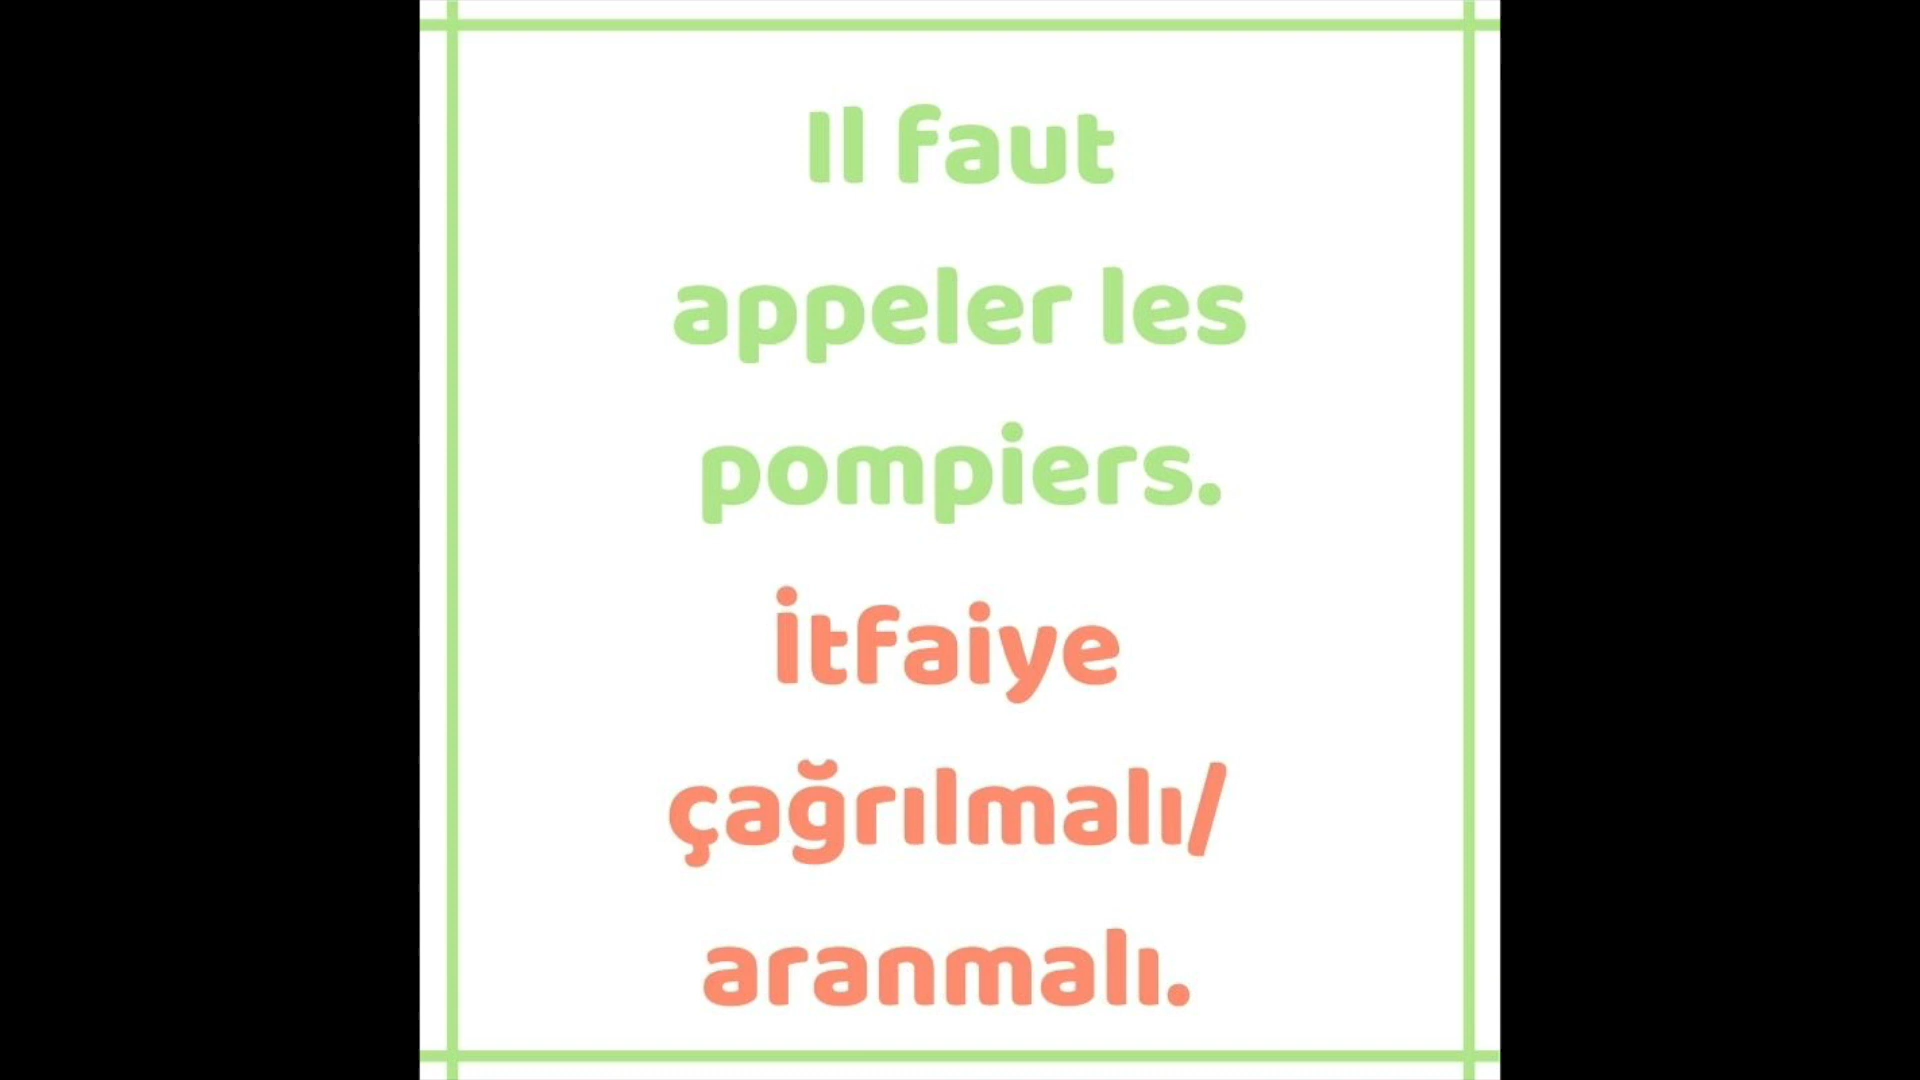 Il faut
appeler les
pompiers.
İtfaiye
çağrılmalı/
aranmalı.